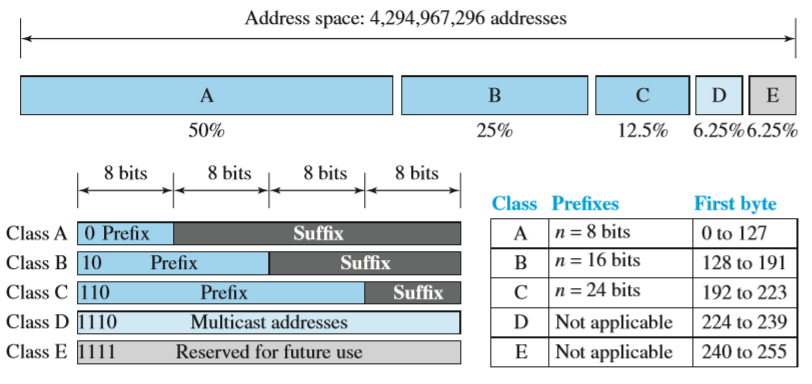 Address space: 4,294,967,296 addresses
A B C D E
50% 25% 12.5% 6.25% 6.25%
8 bits 8 bits 8 bits 8 bits
Class A 0 Prefix Suffix
Class B 10 Prefix Suffix
Class C 110 Prefix Suffix
Class D 1110 Multicast addresses
Class E 1111 Reserved for future use
Class Prefixes First byte
A n = 8 bits 0 to 127
B n = 16 bits 128 to 191
C n = 24 bits 192 to 223
D Not applicable 224 to 239
E Not applicable 240 to 255